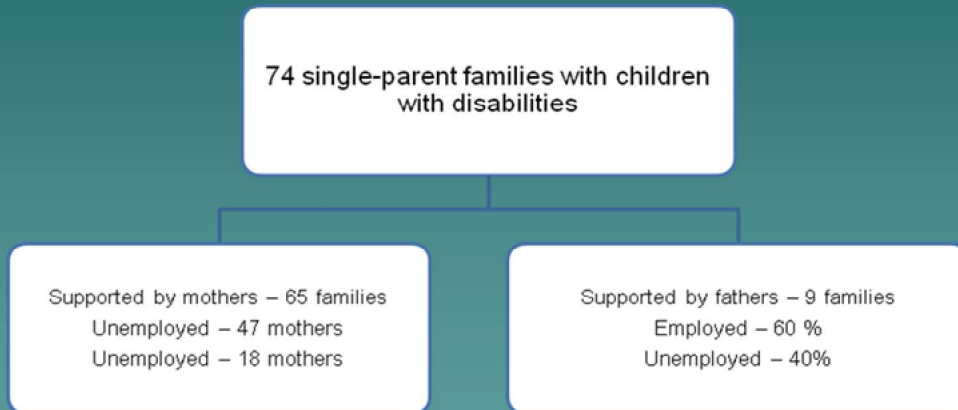 74 single-parent families with children
with disabilities
Supported by mothers – 65 families
Unemployed – 47 mothers
Unemployed – 18 mothers
Supported by fathers – 9 families
Employed – 60 %
Unemployed – 40%